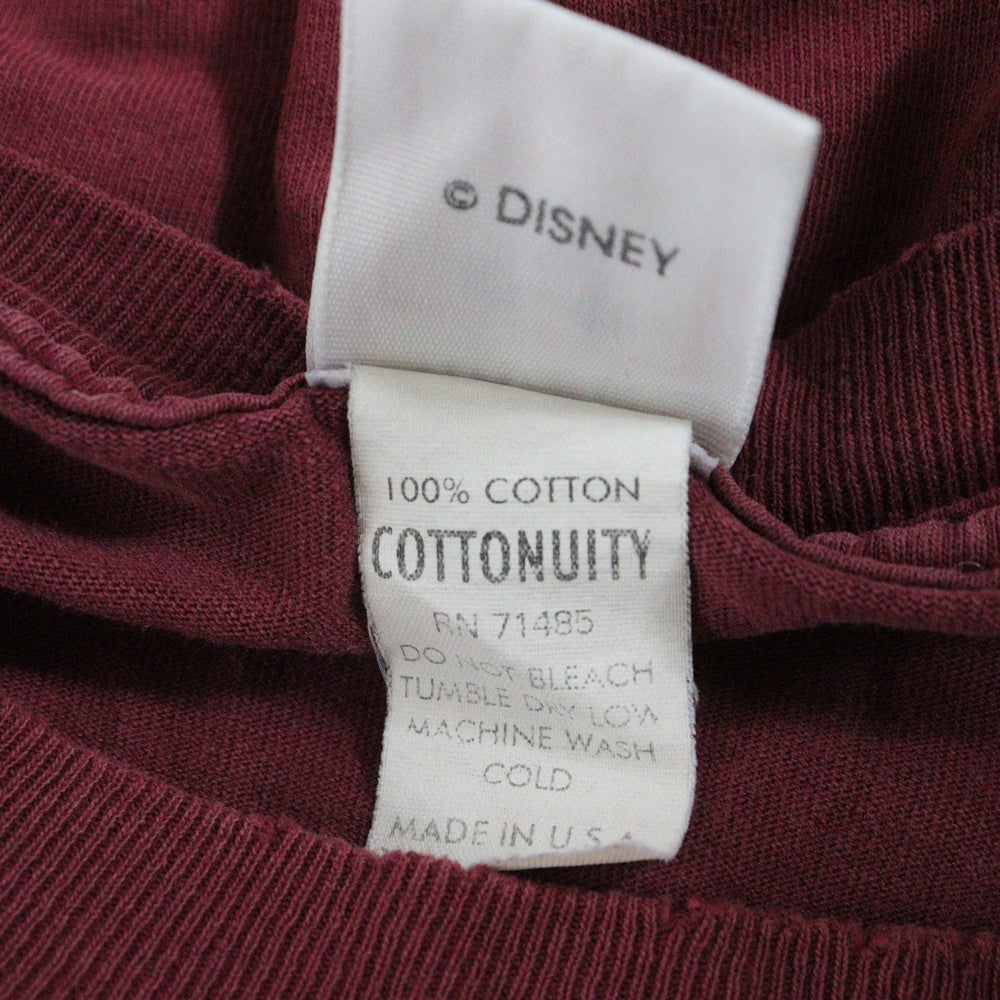 © DISNEY
100% COTTON
COTTONUITY
RN 71485
DO NOT BLEACH
TUMBLE DRY LOW
MACHINE WASH
COLD
MADE IN U.S.A.